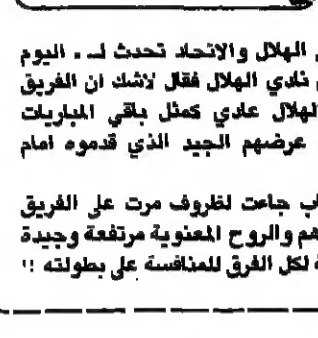 الهلال والاتحاد تحدث لـ . اليوم
نادي الهلال فقال لاشك ان الفريق
الهلال عادي كمثل باقي المباريات
عرضهم الجيد الذي قدموه امام
جاءت لظروف مرت على الفريق
والروح المعنوية مرتفعة وجيدة
لكل الفرق للمنافسة على بطولته !!